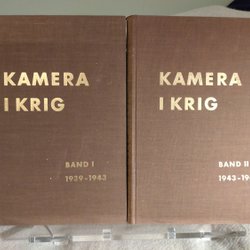 KAMERA
I KRIG
BAND I
1939-1943
KAMERA
I KRIG
BAND II
1943-19